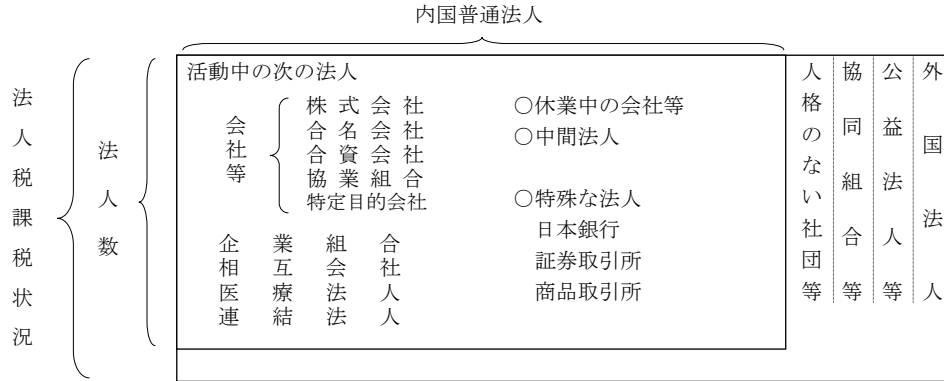 内国普通法人
法人税課税状況
法人数
活動中の次の法人
会社等
株式会社
合名会社
合資会社
協業組合
特定目的会社
企業組合
相互会社
医療法人
連結法人
○休業中の会社等
○中間法人
○特殊な法人
日本銀行
証券取引所
商品取引所
人格のない社団等
協同組合等
公益法人等
外国法人